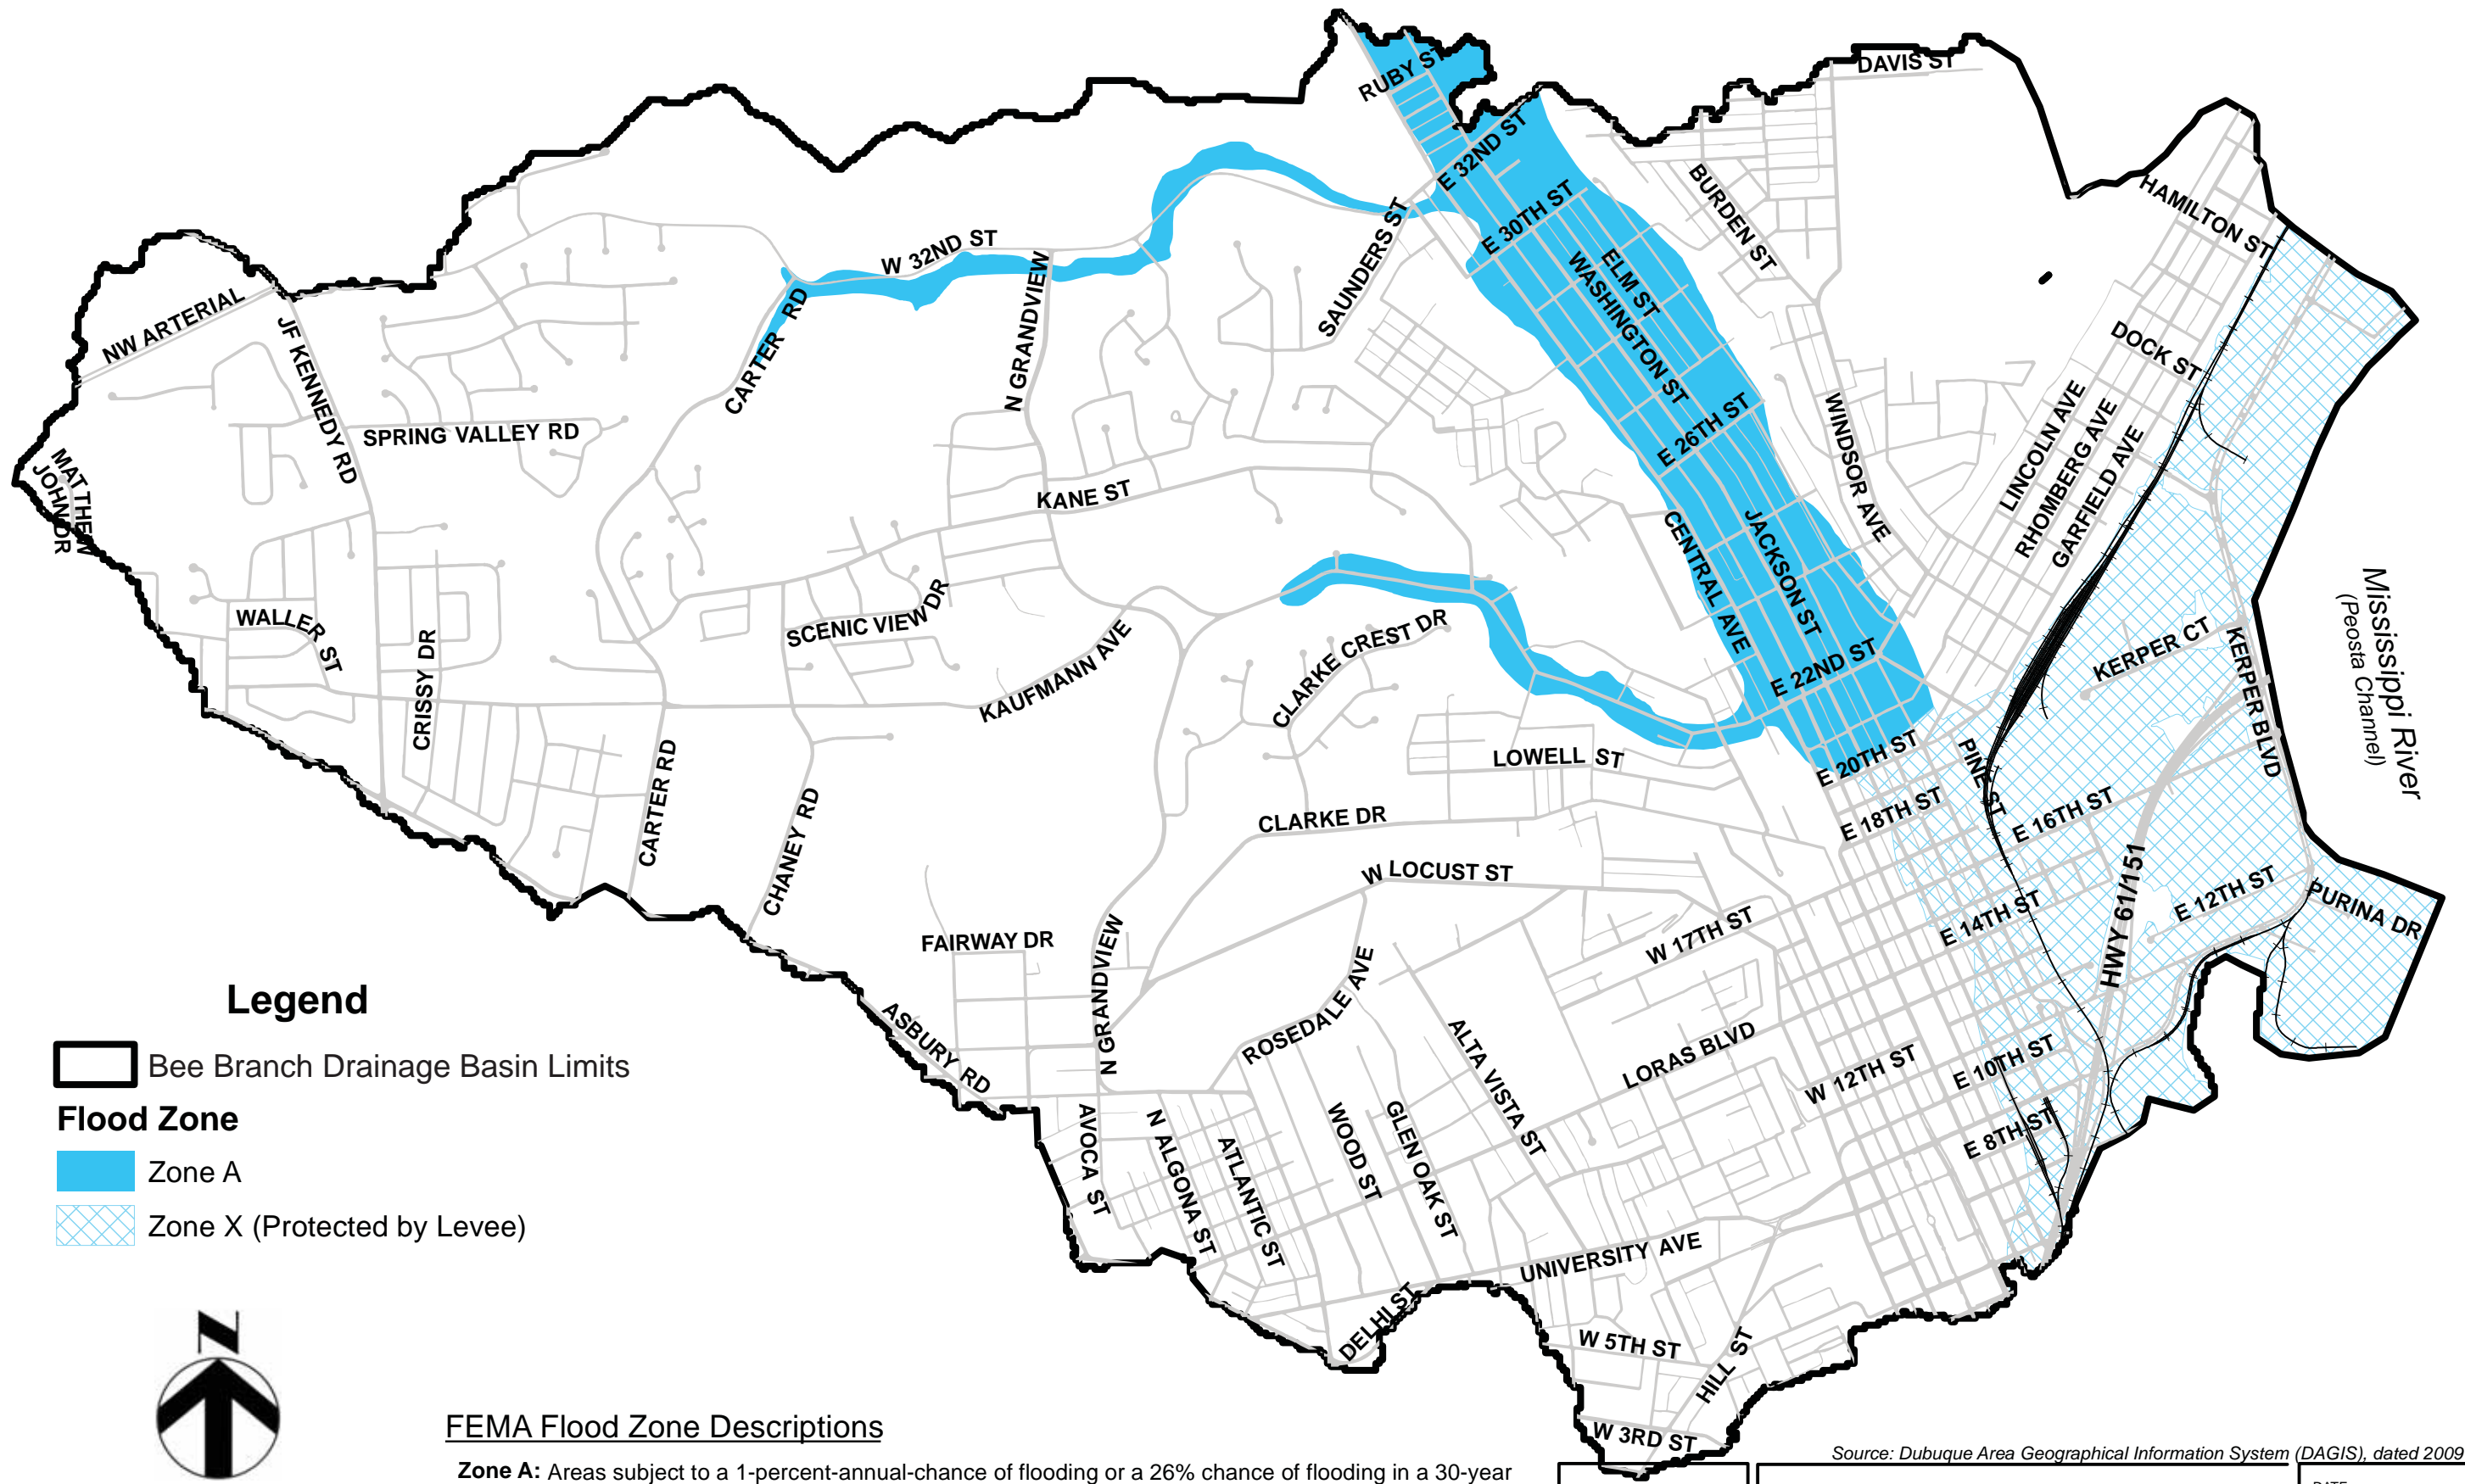 RUBY ST
DAVIS ST
E 32ND ST
HAMILTON ST
BURDEN ST
E 30TH ST
SAUNDERS ST
W 32ND ST
ELM ST
WASHINGTON ST
N GRANDVIEW
NW ARTERIAL
CARTER RD
JF KENNEDY RD
DOCK ST
SPRING VALLEY RD
E 26TH ST
WINDSOR AVE
LINCOLN AVE
RHOMBERG AVE
GARFIELD AVE
MATTHEW
JOHN DR
KANE ST
CENTRAL AVE
JACKSON ST
Mississippi River
(Peosta Channel)
WALLER ST
CRISSY DR
SCENIC VIEW DR
KAUFMANN AVE
CLARKE CREST DR
E 22ND ST
KERPER CT
KERPER BLVD
LOWELL ST
E 20TH ST
PINE ST
CARTER RD
CHANEY RD
CLARKE DR
E 18TH ST
E 16TH ST
W LOCUST ST
HWY 61/151
E 12TH ST
PURINA DR
FAIRWAY DR
N GRANDVIEW
W 17TH ST
E 14TH ST
ROSEDALE AVE
ASBURY RD
ALTA VISTA ST
LORAS BLVD
W 12TH ST
E 10TH ST
AVOCA ST
N ALGONA ST
ATLANTIC ST
WOOD ST
GLEN OAK ST
E 8TH ST
UNIVERSITY AVE
DELHI ST
W 5TH ST
HILL ST
W 3RD ST
Legend
Bee Branch Drainage Basin Limits
Flood Zone
Zone A
Zone X (Protected by Levee)
N
FEMA Flood Zone Descriptions
Zone A: Areas subject to a 1-percent-annual-chance of flooding or a 26% chance of flooding in a 30-year
Source: Dubuque Area Geographical Information System (DAGIS), dated 2009
DATE